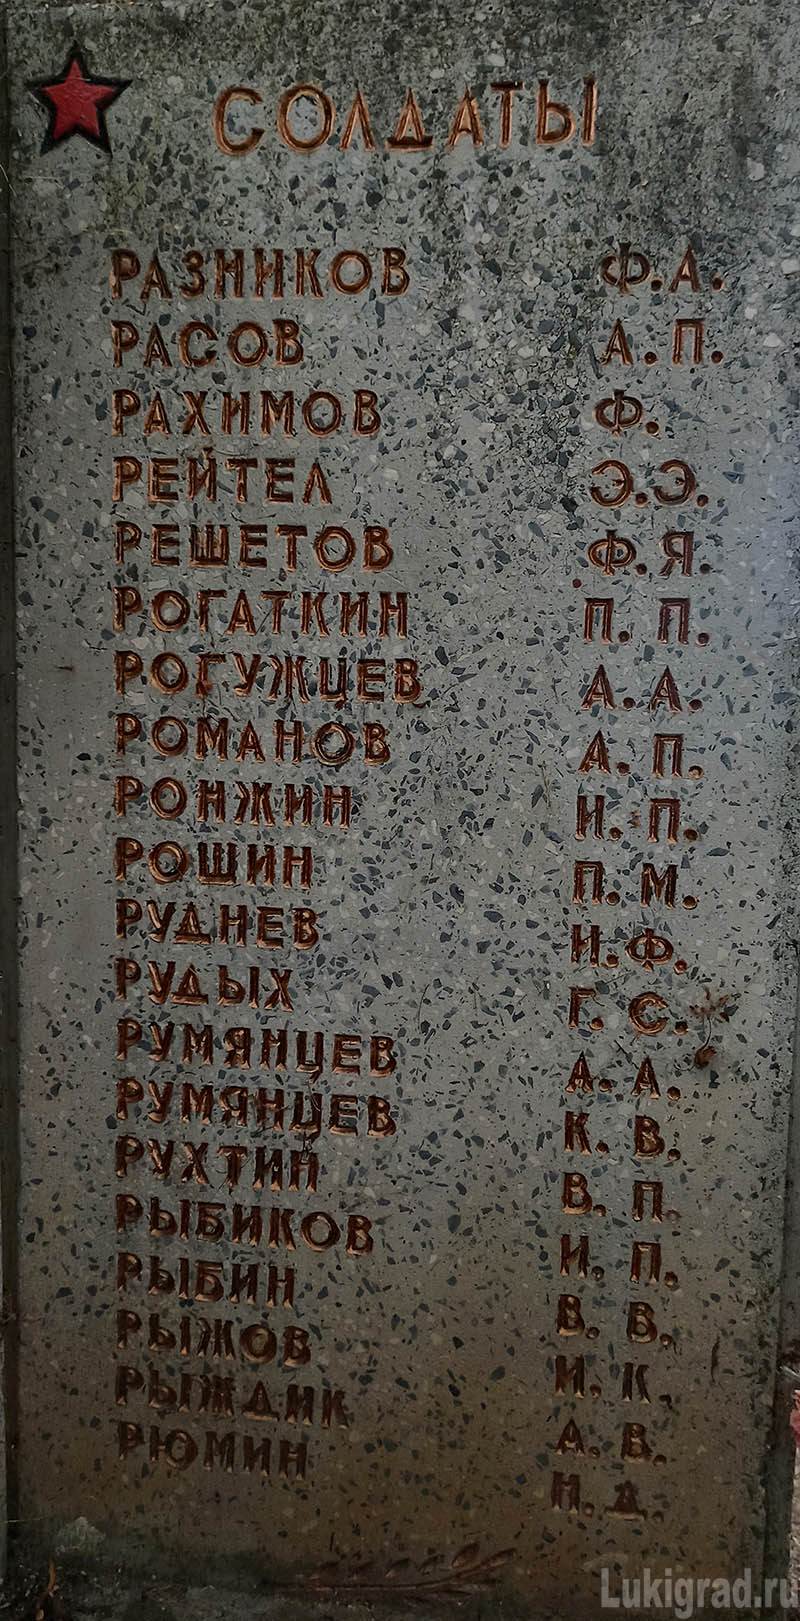 СОЛДАТЫ
РАЗНИКОВ Ф.А.
РАСОВ А.П.
РАХИМОВ Ф.
РЕЙТЕЛ Э.Э.
РЕШЕТОВ Ф.Я.
РОГАТКИН П.П.
РОГУЖЦЕВ А.А.
РОМАНОВ А.П.
РОНЖИН И.П.
РОШИН П.М.
РУДНЕВ И.Ф.
РУДЫХ Г.С.
РУМЯНЦЕВ А.А.
РУМЯНЦЕВ К.В.
РУХТИН В.П.
РЫБИКОВ И.П.
РЫБИН В.В.
РЫЖОВ И.К.
РЫЖДИК А.В.
РЮМИН Н.Д.
Lukigrad.ru